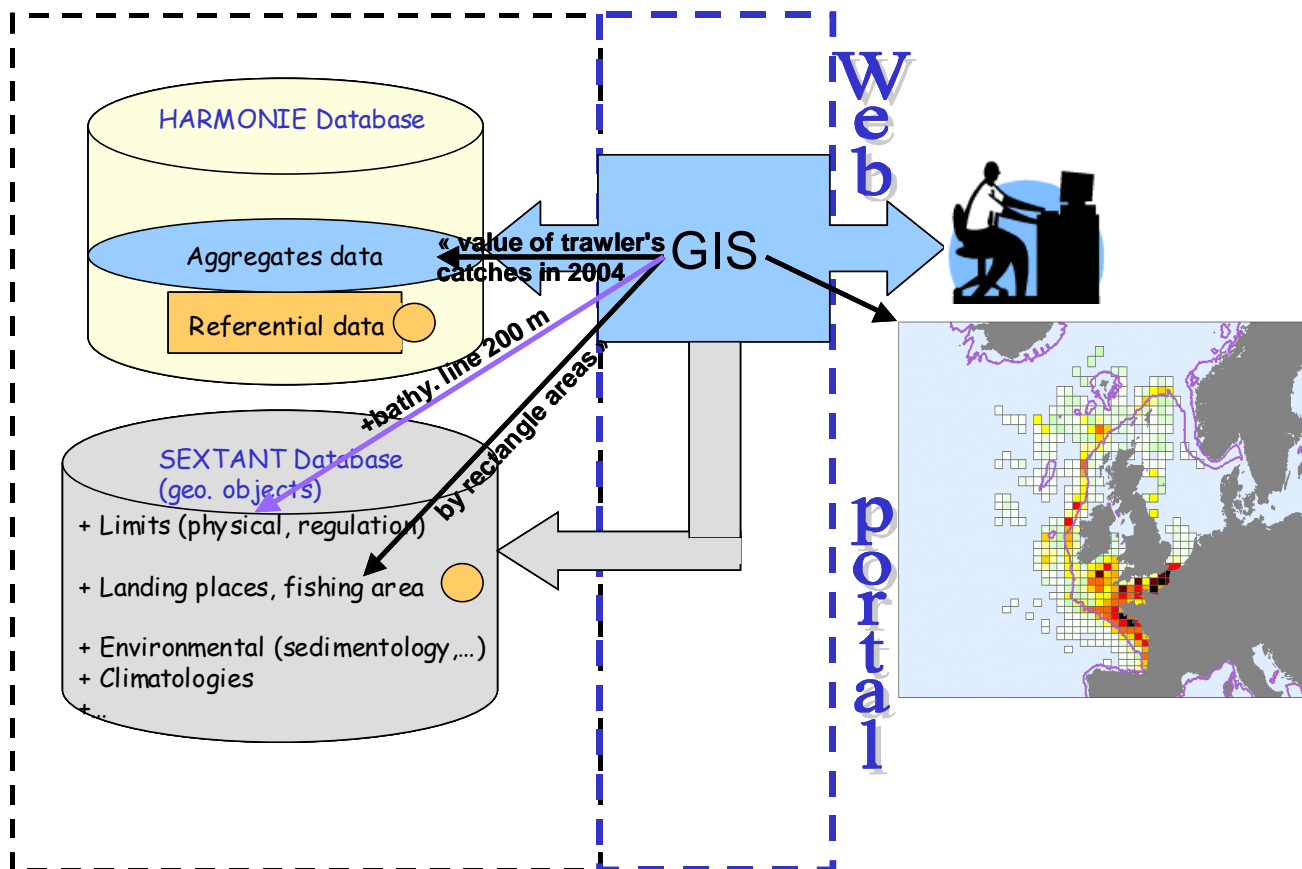 HARMONIE Database
Aggregates data
Referential data
« value of trawler's
catches in 2004
+bathy. line 200 m
by rectangle areas »
GIS
SEXTANT Database
(geo. objects)
+ Limits (physical, regulation)
+ Landing places, fishing area
+ Environmental (sedimentology,…)
+ Climatologies
+…
Web
portal